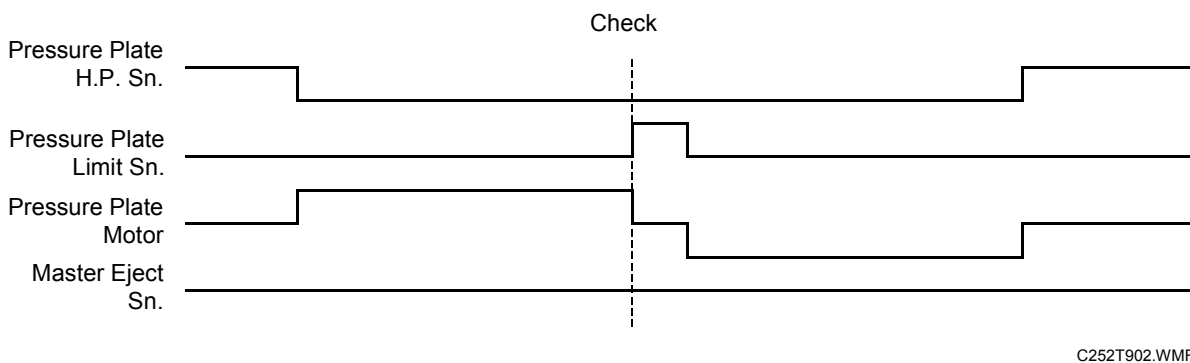 Check
Pressure Plate
H.P. Sn.
Pressure Plate
Limit Sn.
Pressure Plate
Motor
Master Eject
Sn.
C252T902.WMF